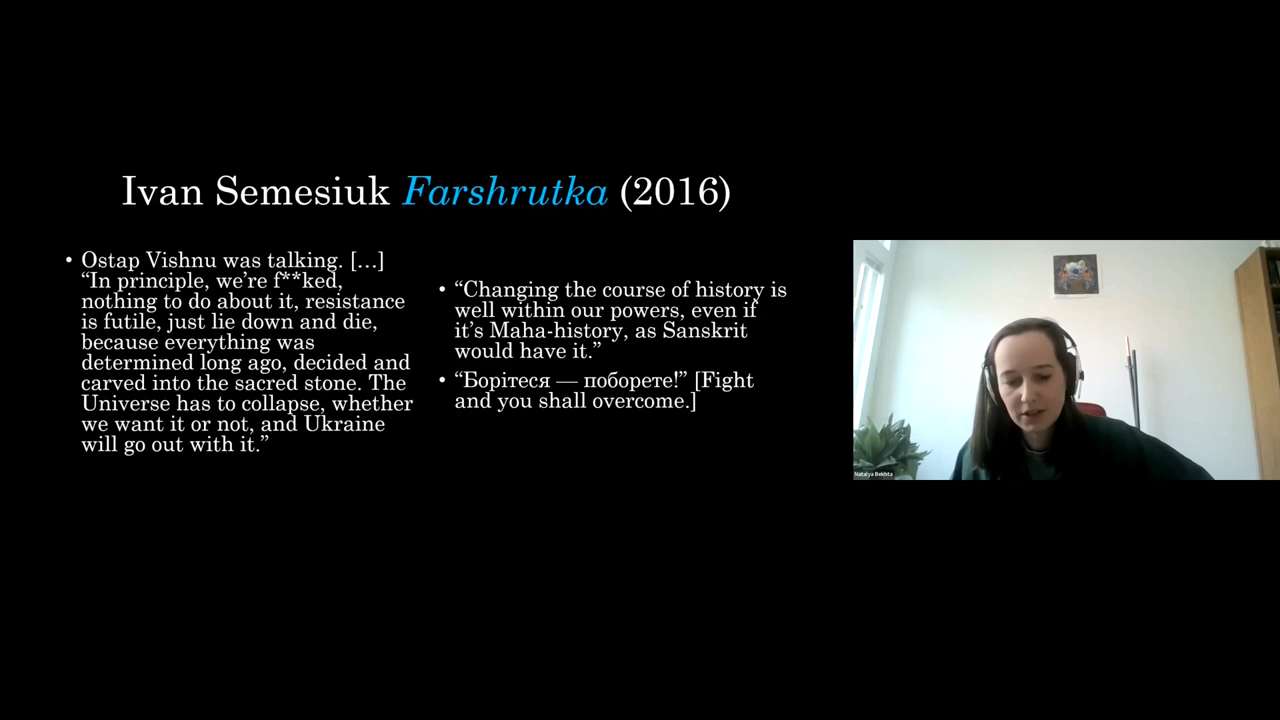 Ivan Semesiuk Farshrutka (2016)
• Ostap Vishnu was talking. […]
“In principle, we’re f**ked,
nothing to do about it, resistance
is futile, just lie down and die,
because everything was
determined long ago, decided and
carved into the sacred stone. The
Universe has to collapse, whether
we want it or not, and Ukraine
will go out with it.”
• “Changing the course of history is
well within our powers, even if
it’s Maha-history, as Sanskrit
would have it.”
• “Борітеся — поборете!” [Fight
and you shall overcome.]
Natalya Bekhta